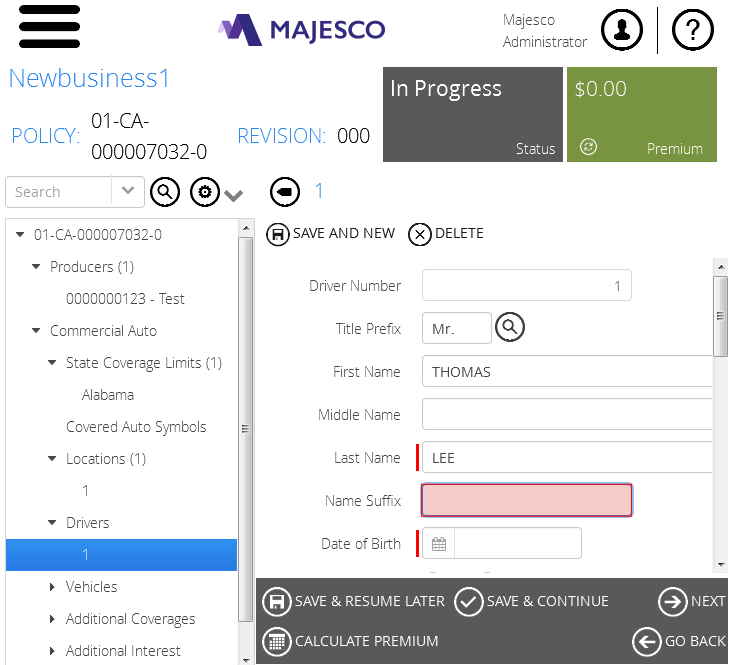 MAJESCO
Majesco
Administrator
?
Newbusiness1
POLICY:
01-CA-
000007032-0
REVISION: 000
In Progress
Status
$0.00
Premium
Search
1
01-CA-000007032-0
Producers (1)
0000000123 - Test
Commercial Auto
State Coverage Limits (1)
Alabama
Covered Auto Symbols
Locations (1)
1
Drivers
1
Vehicles
Additional Coverages
Additional Interest
SAVE AND NEW DELETE
Driver Number 1
Title Prefix Mr.
First Name THOMAS
Middle Name
Last Name LEE
Name Suffix
Date of Birth
SAVE & RESUME LATER SAVE & CONTINUE NEXT
CALCULATE PREMIUM GO BACK